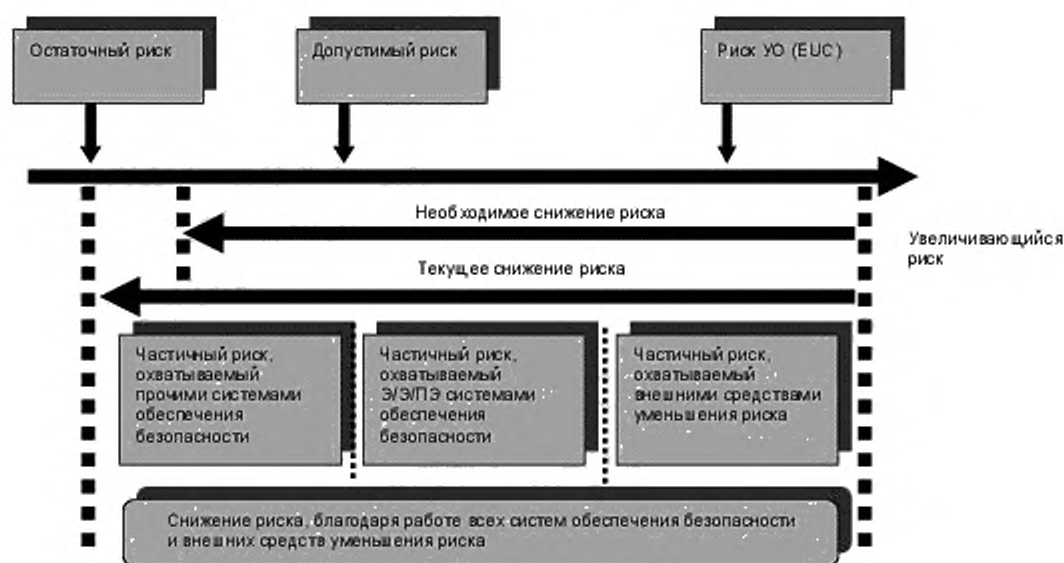 Остаточный риск
Допустимый риск
Риск УО (EUC)
Необходимое снижение риска
Увеличивающийся
риск
Текущее снижение риска
Частичный риск,
охватываемый
прочими системами
обеспечения
безопасности
Частичный риск,
охватываемый
Э/Э/ПЭ системами
обеспечения
безопасности
Частичный риск,
охватываемый
внешними средствами
уменьшения риска
Снижение риска, благодаря работе всех систем обеспечения безопасности
и внешних средств уменьшения риска